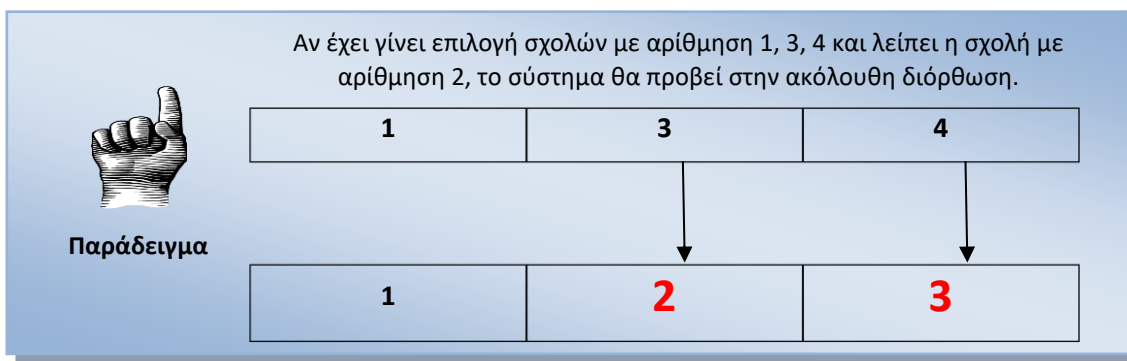 Αν έχει γίνει επιλογή σχολών με αρίθμηση 1, 3, 4 και λείπει η σχολή με
αρίθμηση 2, το σύστημα θα προβεί στην ακόλουθη διόρθωση.
1 3 4
Παράδειγμα
1 2 3